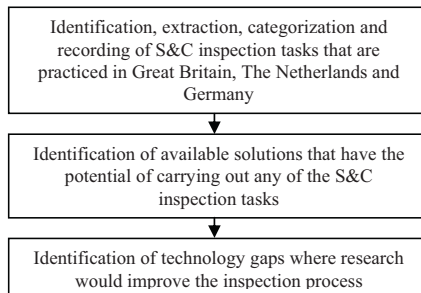 Identification, extraction, categorization and
recording of S&C inspection tasks that are
practiced in Great Britain, The Netherlands and
Germany
Identification of available solutions that have the
potential of carrying out any of the S&C
inspection tasks
Identification of technology gaps where research
would improve the inspection process